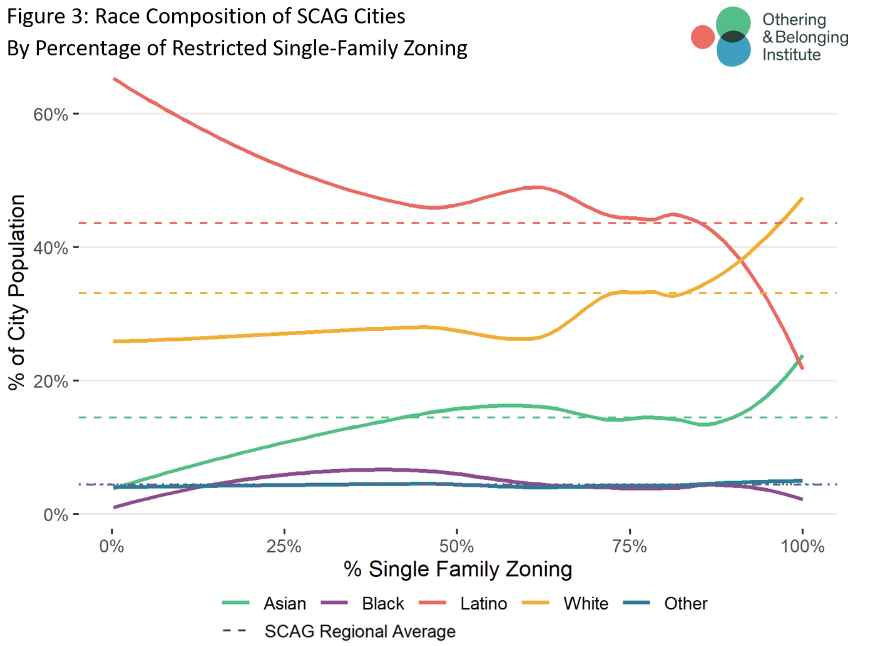 Figure 3: Race Composition of SCAG Cities
By Percentage of Restricted Single-Family Zoning
Othering
& Belonging
Institute
% of City Population
60%
40%
20%
0%
0%
25%
50%
75%
100%
% Single Family Zoning
Asian
Black
Latino
White
Other
SCAG Regional Average